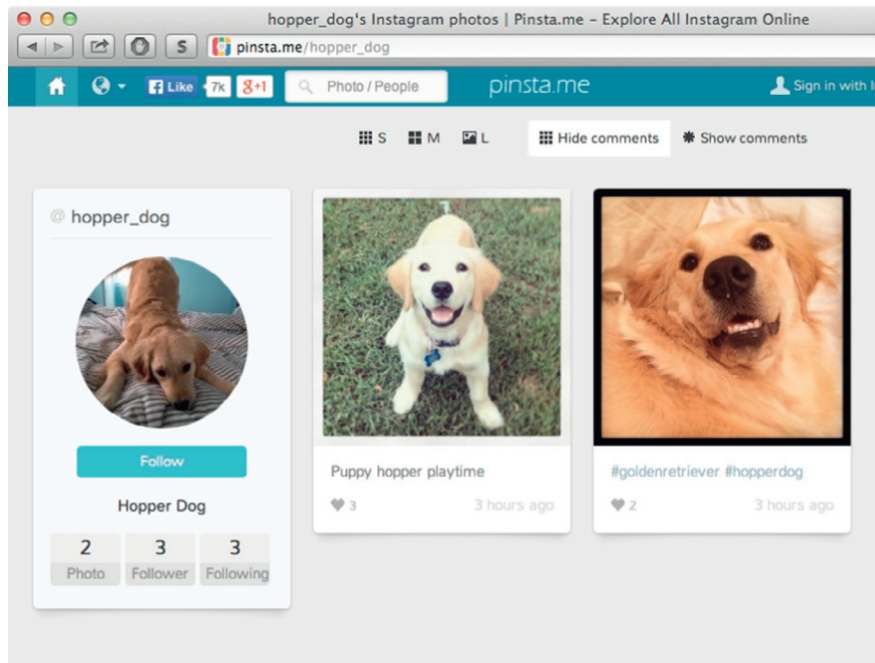 hopper_dog's Instagram photos | Pinsta.me – Explore All Instagram Online
S pinsta.me/hopper_dog
f Like 7k g+1 Photo / People pinsta.me Sign in with
S M L Hide comments Show comments
@ hopper_dog
Follow
Hopper Dog
2 3 3
Photo Follower Following
Puppy hopper playtime
3 3 hours ago
#goldenretriever #hopperdog
2 3 hours ago